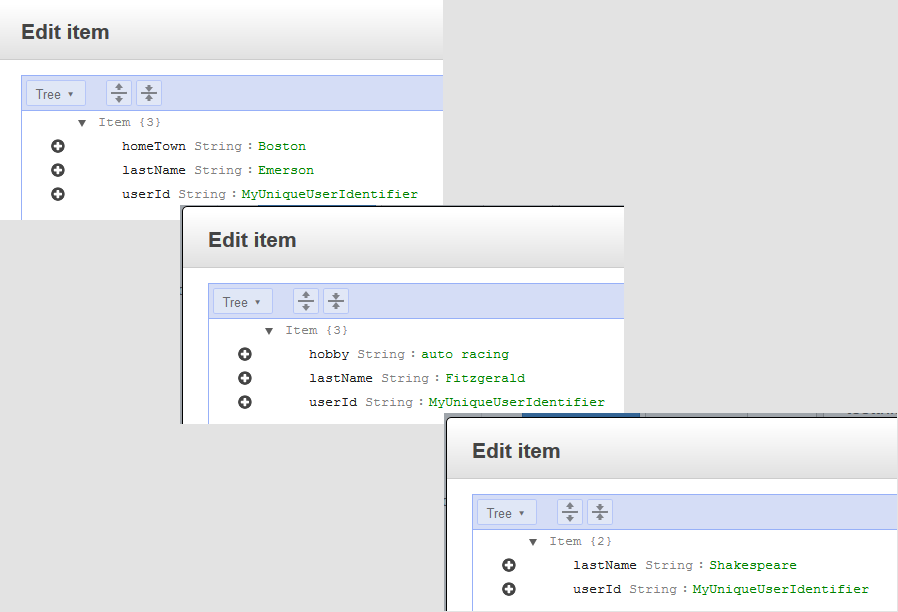 Edit item
Tree ▼
▼ Item {3}
homeTown String : Boston
lastName String : Emerson
userId String : MyUniqueUserIdentifier
Edit item
Tree ▼
▼ Item {3}
hobby String : auto racing
lastName String : Fitzgerald
userId String : MyUniqueUserIdentifier
Edit item
Tree ▼
▼ Item {2}
lastName String : Shakespeare
userId String : MyUniqueUserIdentifier